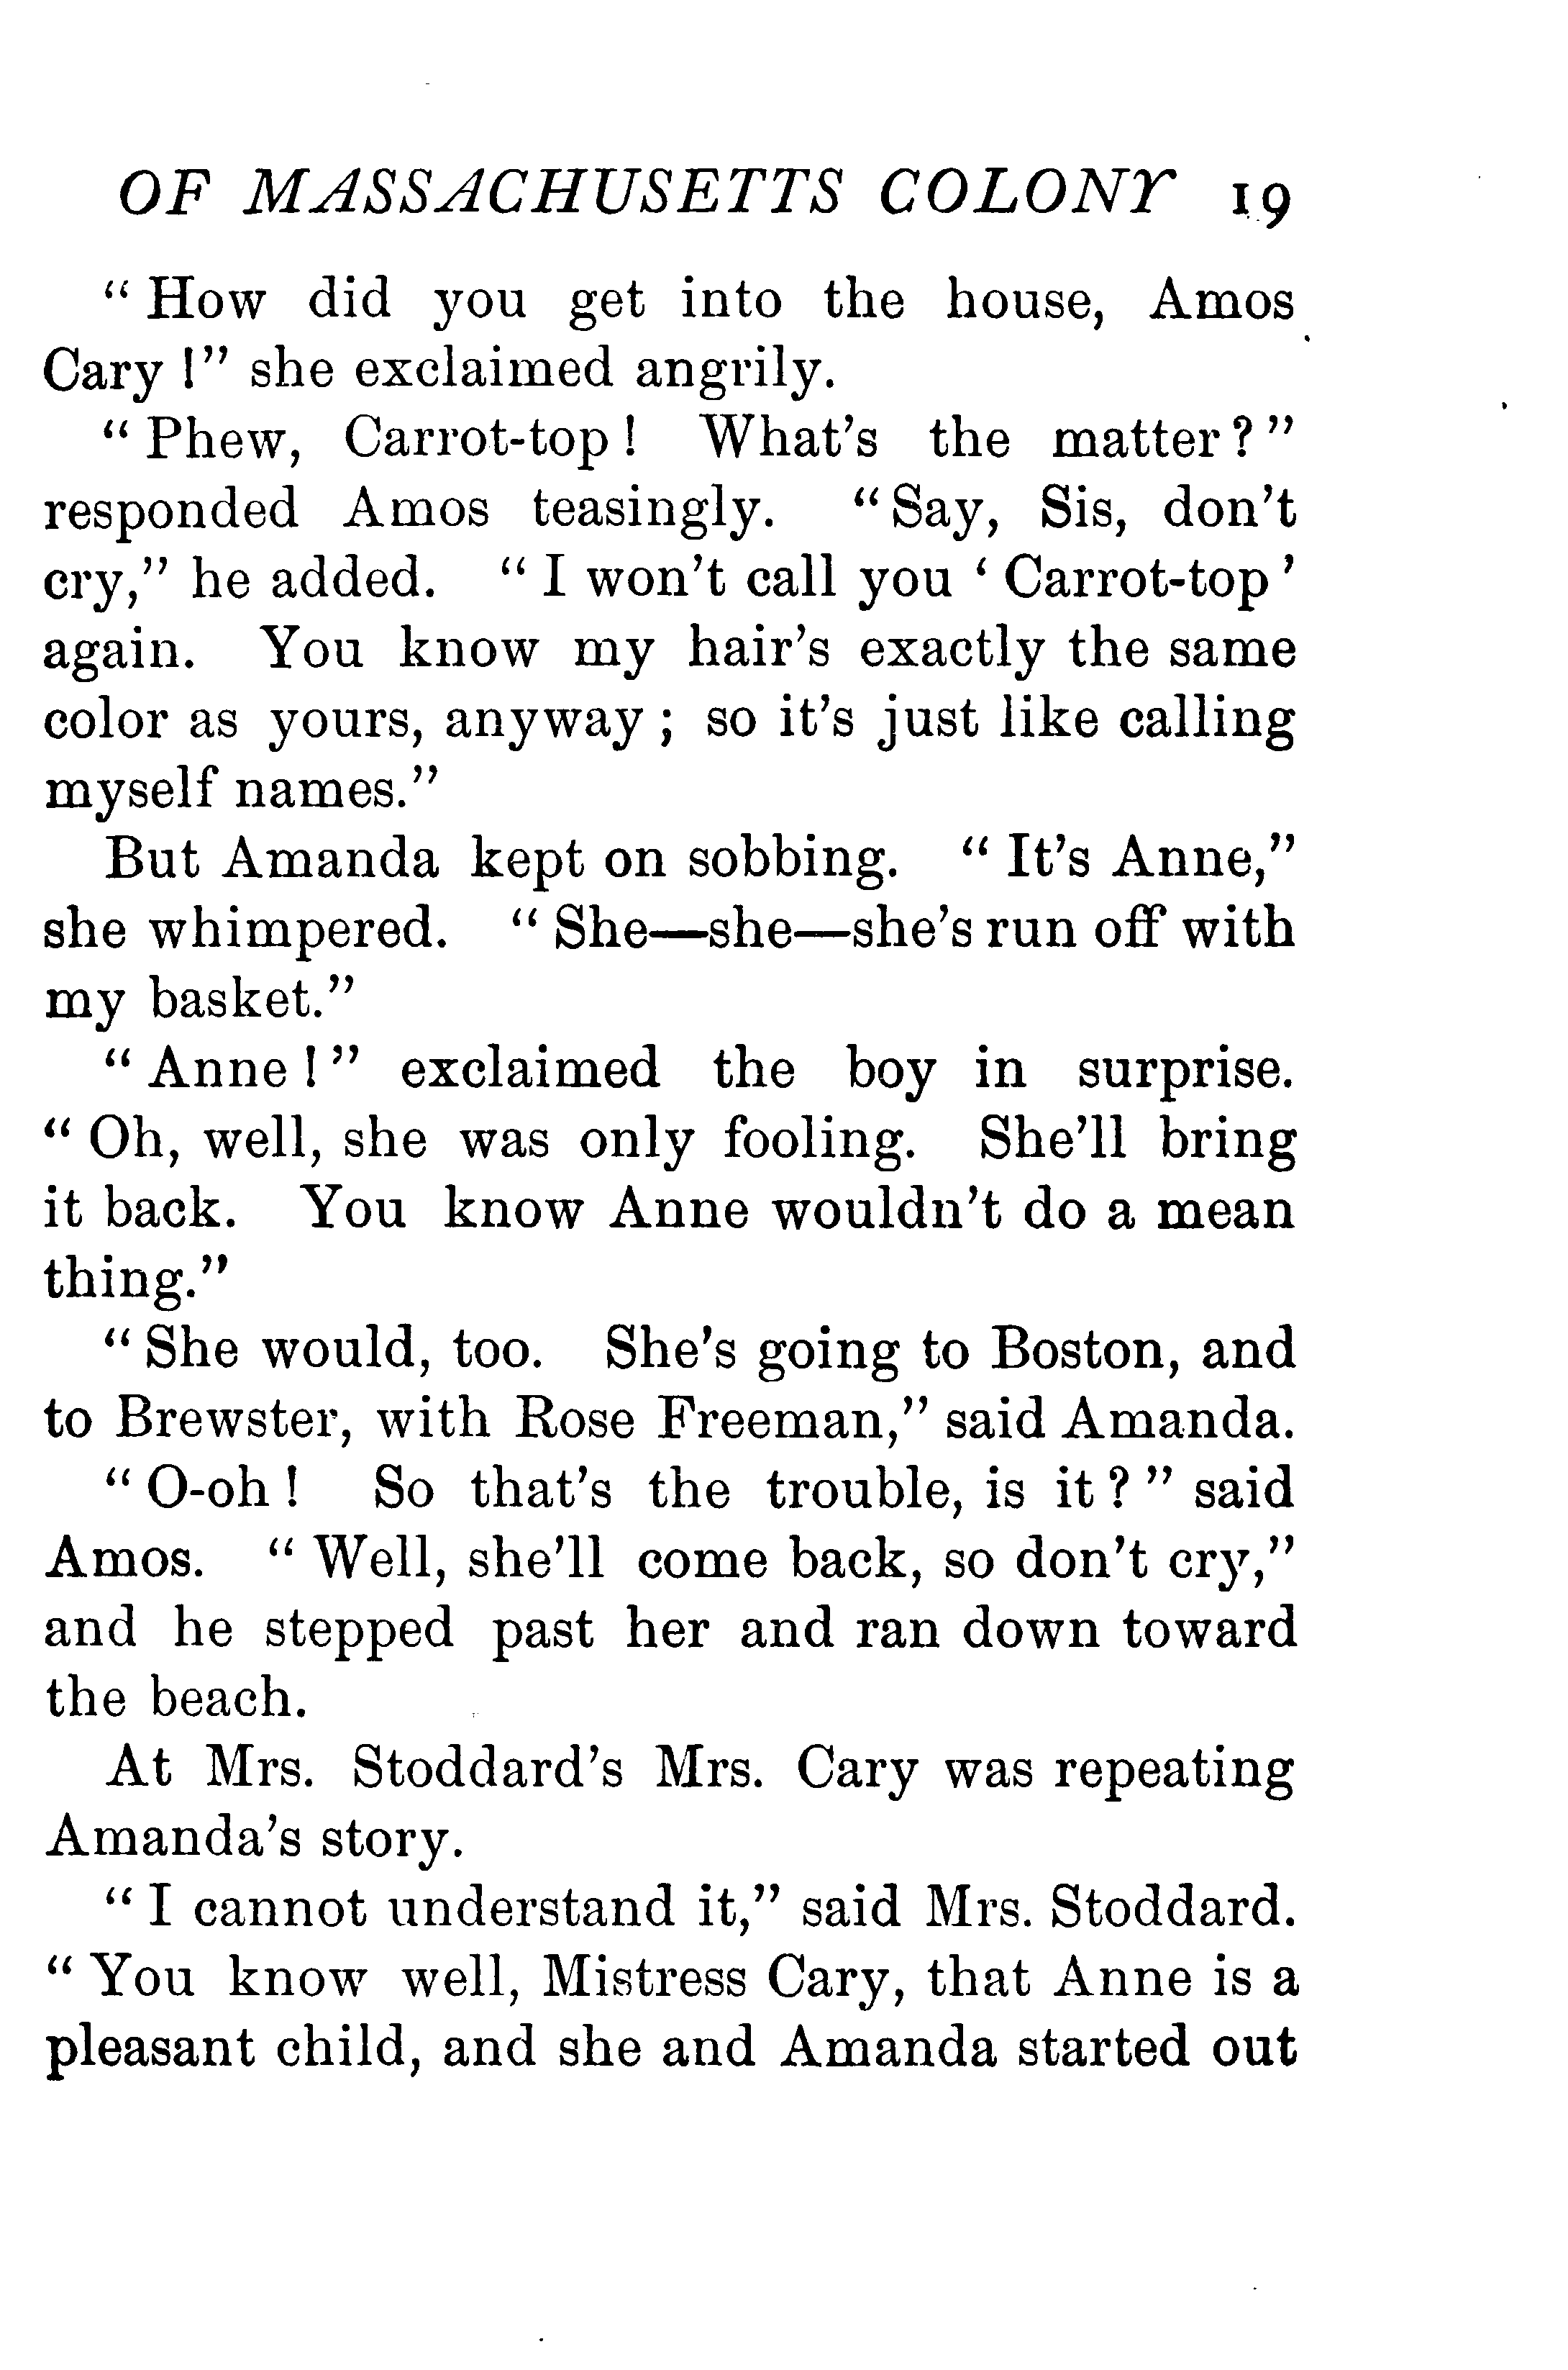 OF MASSACHUSETTS COLONY 19
“ How did you get into the house, Amos
Cary !” she exclaimed angrily.
“ Phew, Carrot-top ! What’s the matter ? ”
responded Amos teasingly. “ Say, Sis, don’t
cry,” he added. “ I won’t call you ‘ Carrot-top ’
again. You know my hair’s exactly the same
color as yours, anyway ; so it’s just like calling
myself names.”
But Amanda kept on sobbing. “ It’s Anne,”
she whimpered. “ She—she—she’s run off with
my basket.”
“ Anne ! ” exclaimed the boy in surprise.
“ Oh, well, she was only fooling. She’ll bring
it back. You know Anne wouldn’t do a mean
thing.”
“ She would, too. She’s going to Boston, and
to Brewster, with Rose Freeman,” said Amanda.
“ O-oh ! So that’s the trouble, is it ? ” said
Amos. “ Well, she’ll come back, so don’t cry,”
and he stepped past her and ran down toward
the beach.
At Mrs. Stoddard’s Mrs. Cary was repeating
Amanda’s story.
“ I cannot understand it,” said Mrs. Stoddard.
“ You know well, Mistress Cary, that Anne is a
pleasant child, and she and Amanda started out